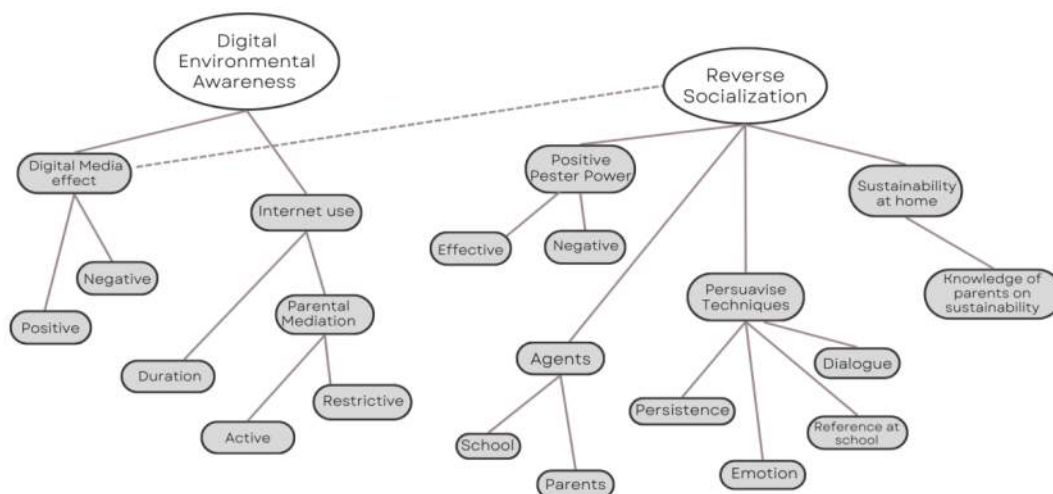 Digital
Environmental
Awareness
Reverse
Socialization
Digital Media
effect
Positive
Pester Power
Sustainability
at home
Internet use
Effective
Negative
Negative
Positive
Parental
Mediation
Persuavise
Techniques
Knowledge of
parents on
sustainability
Duration
Restrictive
Active
Agents
Dialogue
Persistence
Reference at
school
School
Emotion
Parents